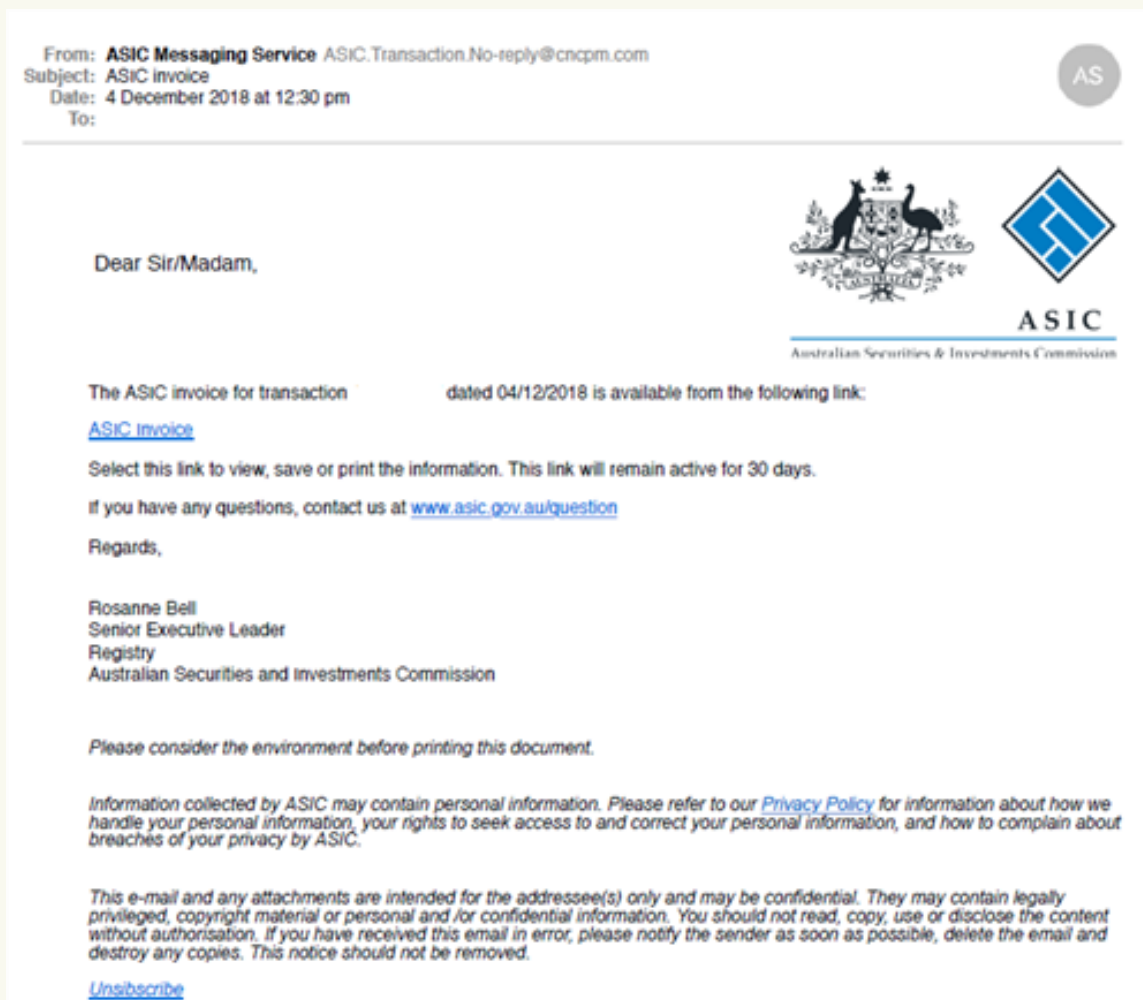 From: ASIC Messaging Service ASIC.Transaction.No-reply@cncpm.com
Subject: ASIC invoice
Date: 4 December 2018 at 12:30 pm
To:
AS
AUSTRALIA
ASIC
Australian Securities & Investments Commission
Dear Sir/Madam,
The ASIC invoice for transaction dated 04/12/2018 is available from the following link:
ASIC Invoice
Select this link to view, save or print the information. This link will remain active for 30 days.
If you have any questions, contact us at www.asic.gov.au/question
Regards,
Rosanne Bell
Senior Executive Leader
Registry
Australian Securities and Investments Commission
Please consider the environment before printing this document.
Information collected by ASIC may contain personal information. Please refer to our Privacy Policy for information about how we
handle your personal information, your rights to seek access to and correct your personal information, and how to complain about
breaches of your privacy by ASIC.
This e-mail and any attachments are intended for the addressee(s) only and may be confidential. They may contain legally
privileged, copyright material or personal and /or confidential information. You should not read, copy, use or disclose the content
without authorisation. If you have received this email in error, please notify the sender as soon as possible, delete the email and
destroy any copies. This notice should not be removed.
Unsibscribe